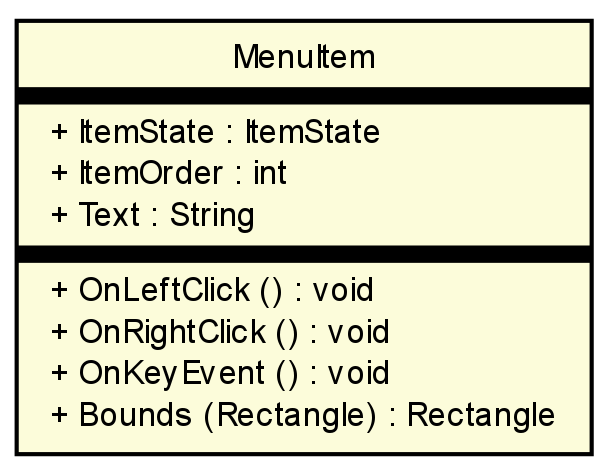 MenuItem
+ ItemState : ItemState
+ ItemOrder : int
+ Text : String
+ OnLeftClick () : void
+ OnRightClick () : void
+ OnKeyEvent () : void
+ Bounds (Rectangle) : Rectangle